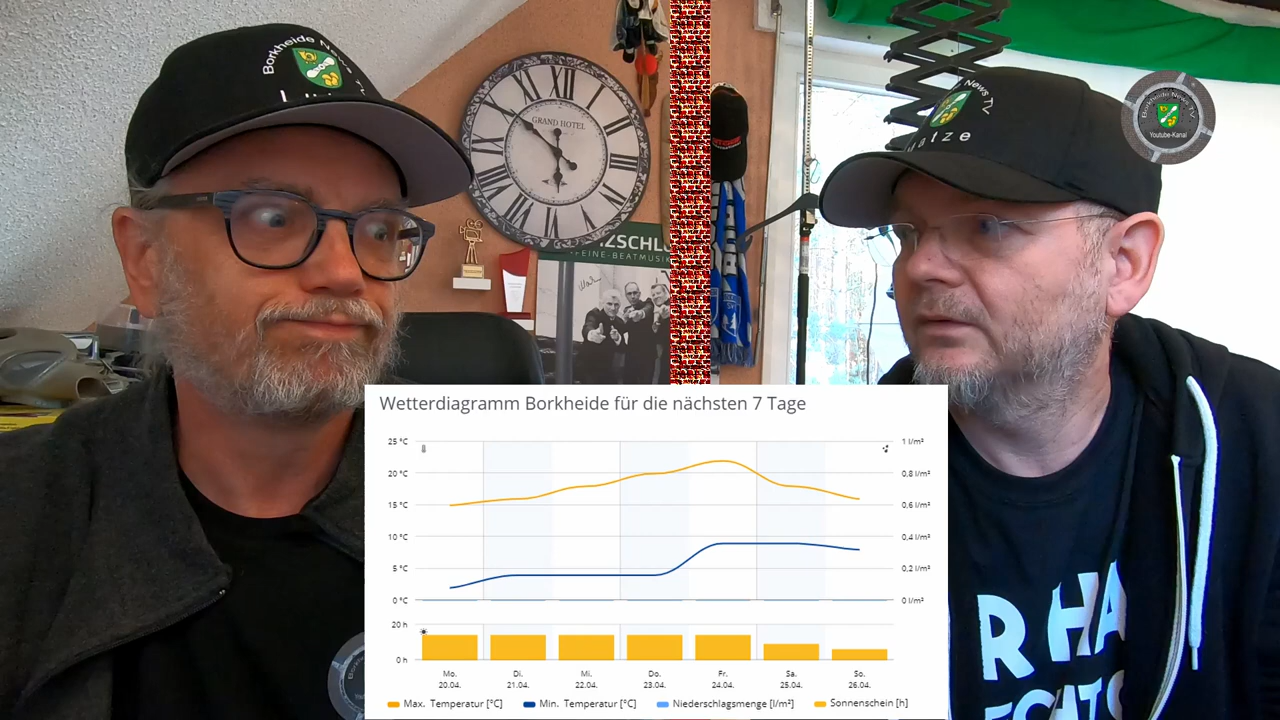 Borkheide News
GRAND HOTEL
News TV
Borkheide News TV
Youtube-Kanal
FEINE-BEATMUSIK
Wetterdiagramm Borkheide für die nächsten 7 Tage
25 °C
1 l/m²
20 °C
0,8 l/m²
15 °C
0,6 l/m²
10 °C
0,4 l/m²
5 °C
0,2 l/m²
0 °C
0 l/m²
20 h
0 h
Mo. Di. Mi. Do. Fr. Sa. So.
20.04. 21.04. 22.04. 23.04. 24.04. 25.04. 26.04.
Max. Temperatur [°C] Min. Temperatur [°C] Niederschlagsmenge [l/m²] Sonnenschein [h]
R HA